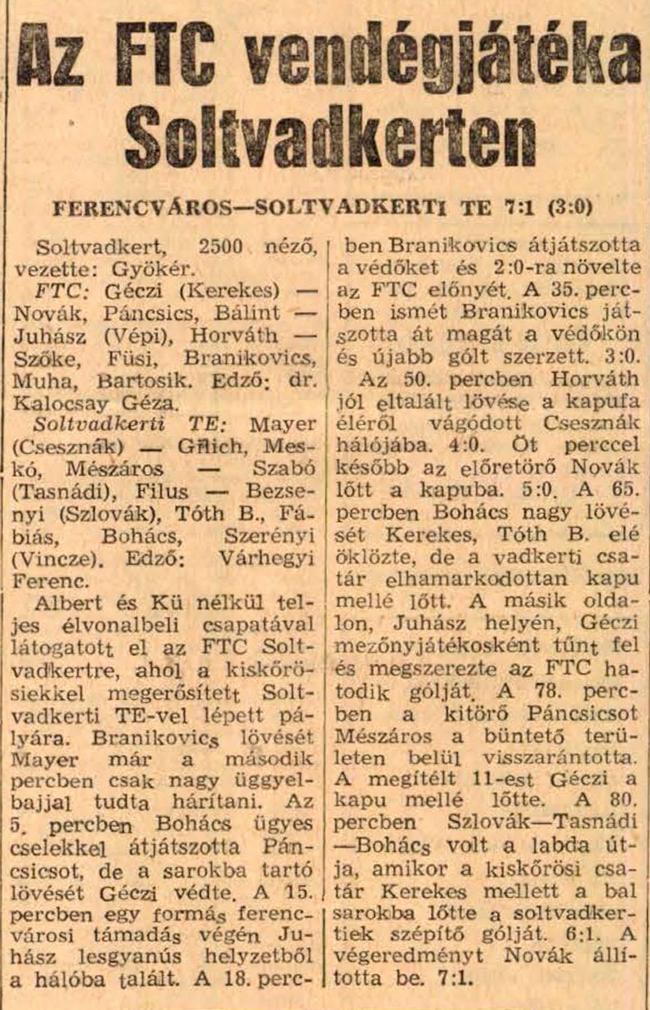 Az FTC vendégjátéka
Soltvadkerten
FERENCVÁROS—SOLTVADKERTI TE 7:1 (3:0)
Soltvadkert, 2500 néző,
vezette: Gyökér.
FTC: Géczi (Kerekes) —
Novák, Páncsics, Bálint —
Juhász (Vépi), Horváth —
Szőke, Füsi, Branikovics,
Muha, Bartosik. Edző: dr.
Kalocsay Géza.
Soltvadkerti TE: Mayer
(Csesznák) — Gillich, Mes-
kó, Mészáros — Szabó
(Tasnádi), Filus — Bezse-
nyi (Szlovák), Tóth B., Fá-
biás, Bohács, Szerényi
(Vincze). Edző: Várhegyi
Ferenc.
Albert és Kü nélkül tel-
jes élvonalbeli csapatával
látogatott el az FTC Solt-
vadkertre, ahol a kiskőrö-
siekkel megerősített Solt-
vadkerti TE-vel lépett pá-
lyára. Branikovics lövését
Mayer már a második
percben csak nagy üggyel-
bajjal tudta hárítani. Az
5. percben Bohács ügyes
cselekkel átjátszotta Pán-
csicsot, de a sarokba tartó
lövését Géczi védte. A 15.
percben egy formás ferenc-
városi támadás végén Ju-
hász lesgyanús helyzetből
a hálóba talált. A 18. perc-
ben Branikovics átjátszotta
a védőket és 2:0-ra növelte
az FTC előnyét. A 35. perc-
ben ismét Branikovics ját-
szotta át magát a védőkön
és újabb gólt szerzett. 3:0.
Az 50. percben Horváth
jól eltalált lövése a kapufa
éléről vágódott Csesznák
hálójába. 4:0. Öt perccel
később az előretörő Novák
lőtt a kapuba. 5:0. A 65.
percben Bohács nagy lövé-
sét Kerekes, Tóth B. elé
öklözte, de a vadkerti csa-
tár elhamarkodottan kapu
mellé lőtt. A másik olda-
lon, Juhász helyén, Géczi
mezőnyjátékosként tűnt fel
és megszerezte az FTC ha-
todik gólját. A 78. perc-
ben a kitörő Páncsicsot
Mészáros a büntető terü-
leten belül visszarántotta.
A megítélt 11-est Géczi a
kapu mellé lőtte. A 80.
percben Szlovák—Tasnádi
—Bohács volt a labda út-
ja, amikor a kiskőrösi csa-
tár Kerekes mellett a bal
sarokba lőtte a soltvadker-
tiek szépítő gólját. 6:1. A
végeredményt Novák állí-
totta be. 7:1.